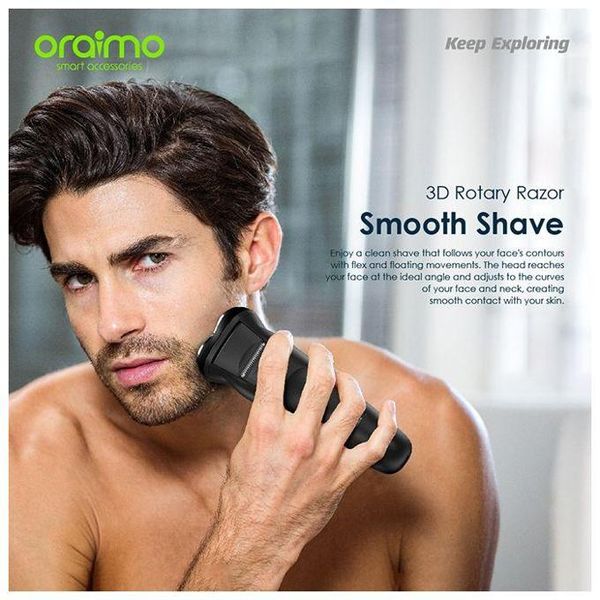 oraimo
smart accessories
Keep Exploring
3D Rotary Razor
Smooth Shave
Enjoy a clean shave that follows your face's contours
with flex and floating movements. The head reaches
your face at the ideal angle and adjusts to the curves
of your face and neck, creating
smooth contact with your skin.